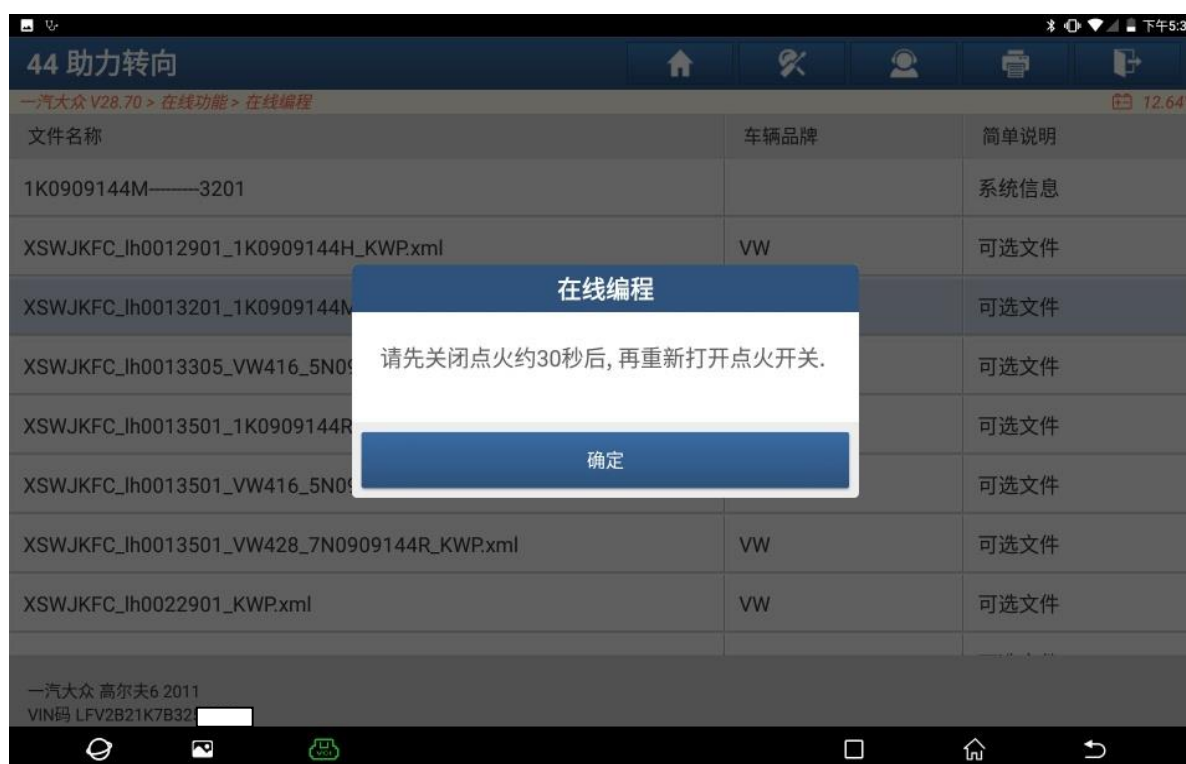 下午5:3
44 助力转向
一汽大众 V28.70 > 在线功能 > 在线编程
12.64
文件名称 车辆品牌 简单说明
1K0909144M--------3201 系统信息
XSWJKFC_lh0012901_1K0909144H_KWP.xml VW 可选文件
XSWJKFC_lh0013201_1K0909144M 可选文件
XSWJKFC_lh0013305_VW416_5N09 可选文件
XSWJKFC_lh0013501_1K0909144R 可选文件
XSWJKFC_lh0013501_VW416_5N09 可选文件
XSWJKFC_lh0013501_VW428_7N0909144R_KWP.xml VW 可选文件
XSWJKFC_lh0022901_KWP.xml VW 可选文件
在线编程
请先关闭点火约30秒后, 再重新打开点火开关.
确定
一汽大众 高尔夫6 2011
VIN码 LFV2B21K7B32
VCI